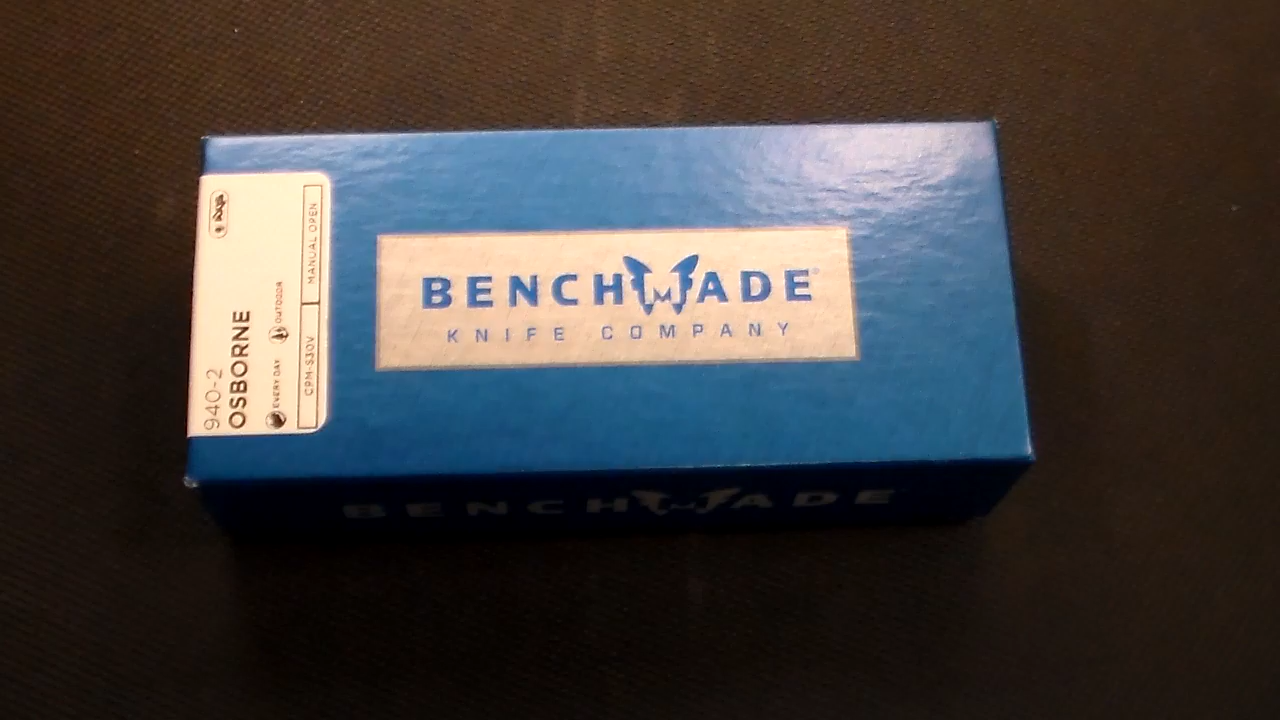 BENCHMADE
KNIFE COMPANY
940-2
OSBORNE
EVERY DAY
OUTDOOR
CPM-S30V
MANUAL OPEN
BENCHMADE